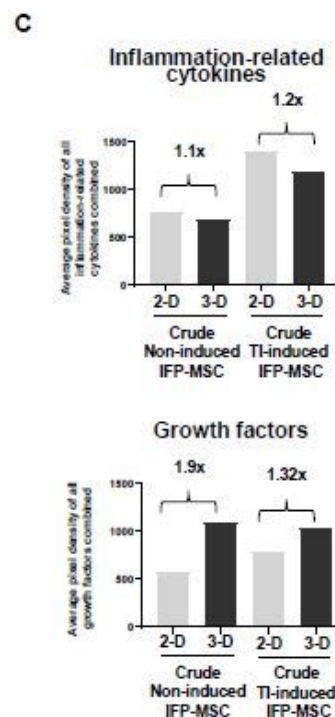 C
Inflammation-related
cytokines
1.2x
1.1x
Average pixel density of all
inflammation-related
cytokines combined
1500
1000
500
0
2-D 3-D 2-D 3-D
Crude Crude
Non-induced TI-induced
IFP-MSC IFP-MSC
Growth factors
1.9x 1.32x
Average pixel density of all
growth factors combined
1500
1000
500
0
2-D 3-D 2-D 3-D
Crude Crude
Non-induced TI-induced
IFP-MSC IFP-MSC